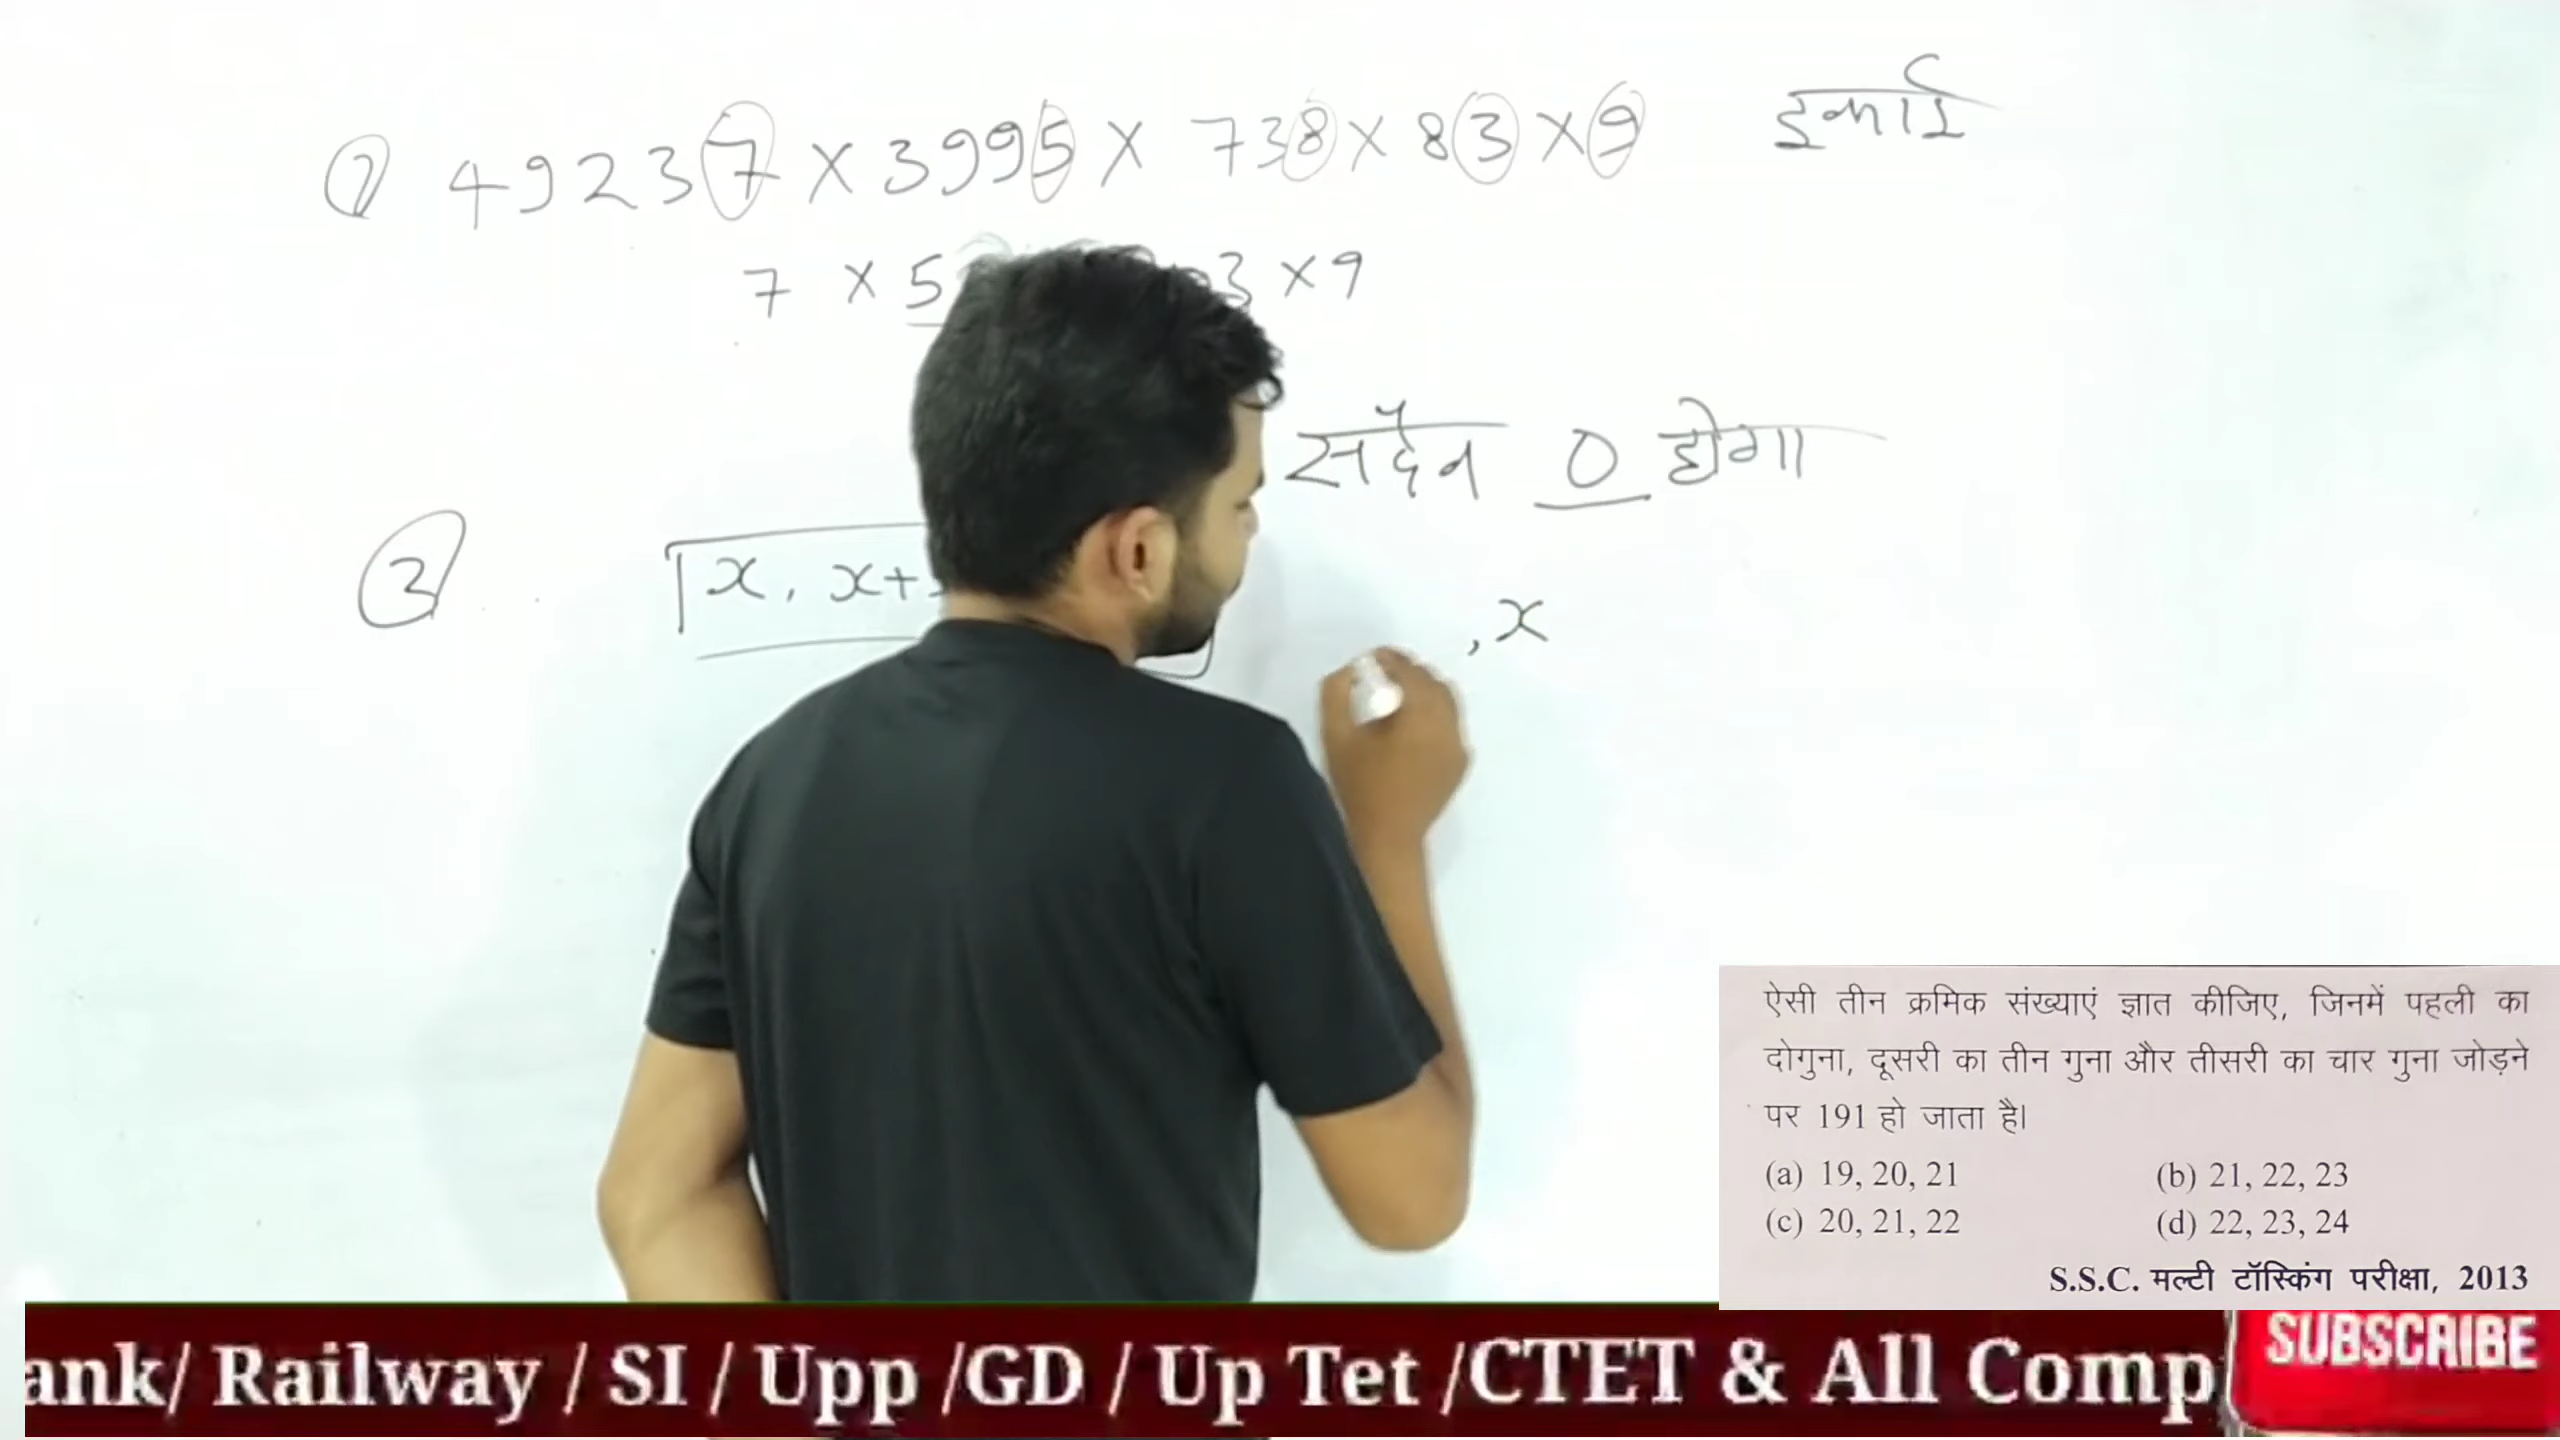 ① 49237 × 3995 × 738 × 83 × 9 इकाई
7 × 5 3 × 9
सदैव 0 होगा
② x, x+
, x
ऐसी तीन क्रमिक संख्याएं ज्ञात कीजिए, जिनमें पहली का
दोगुना, दूसरी का तीन गुना और तीसरी का चार गुना जोड़ने
पर 191 हो जाता है।
(a) 19, 20, 21 (b) 21, 22, 23
(c) 20, 21, 22 (d) 22, 23, 24
S.S.C. मल्टी टॉस्किंग परीक्षा, 2013
ank/ Railway / SI / Upp /GD / Up Tet /CTET & All Comp
SUBSCRIBE